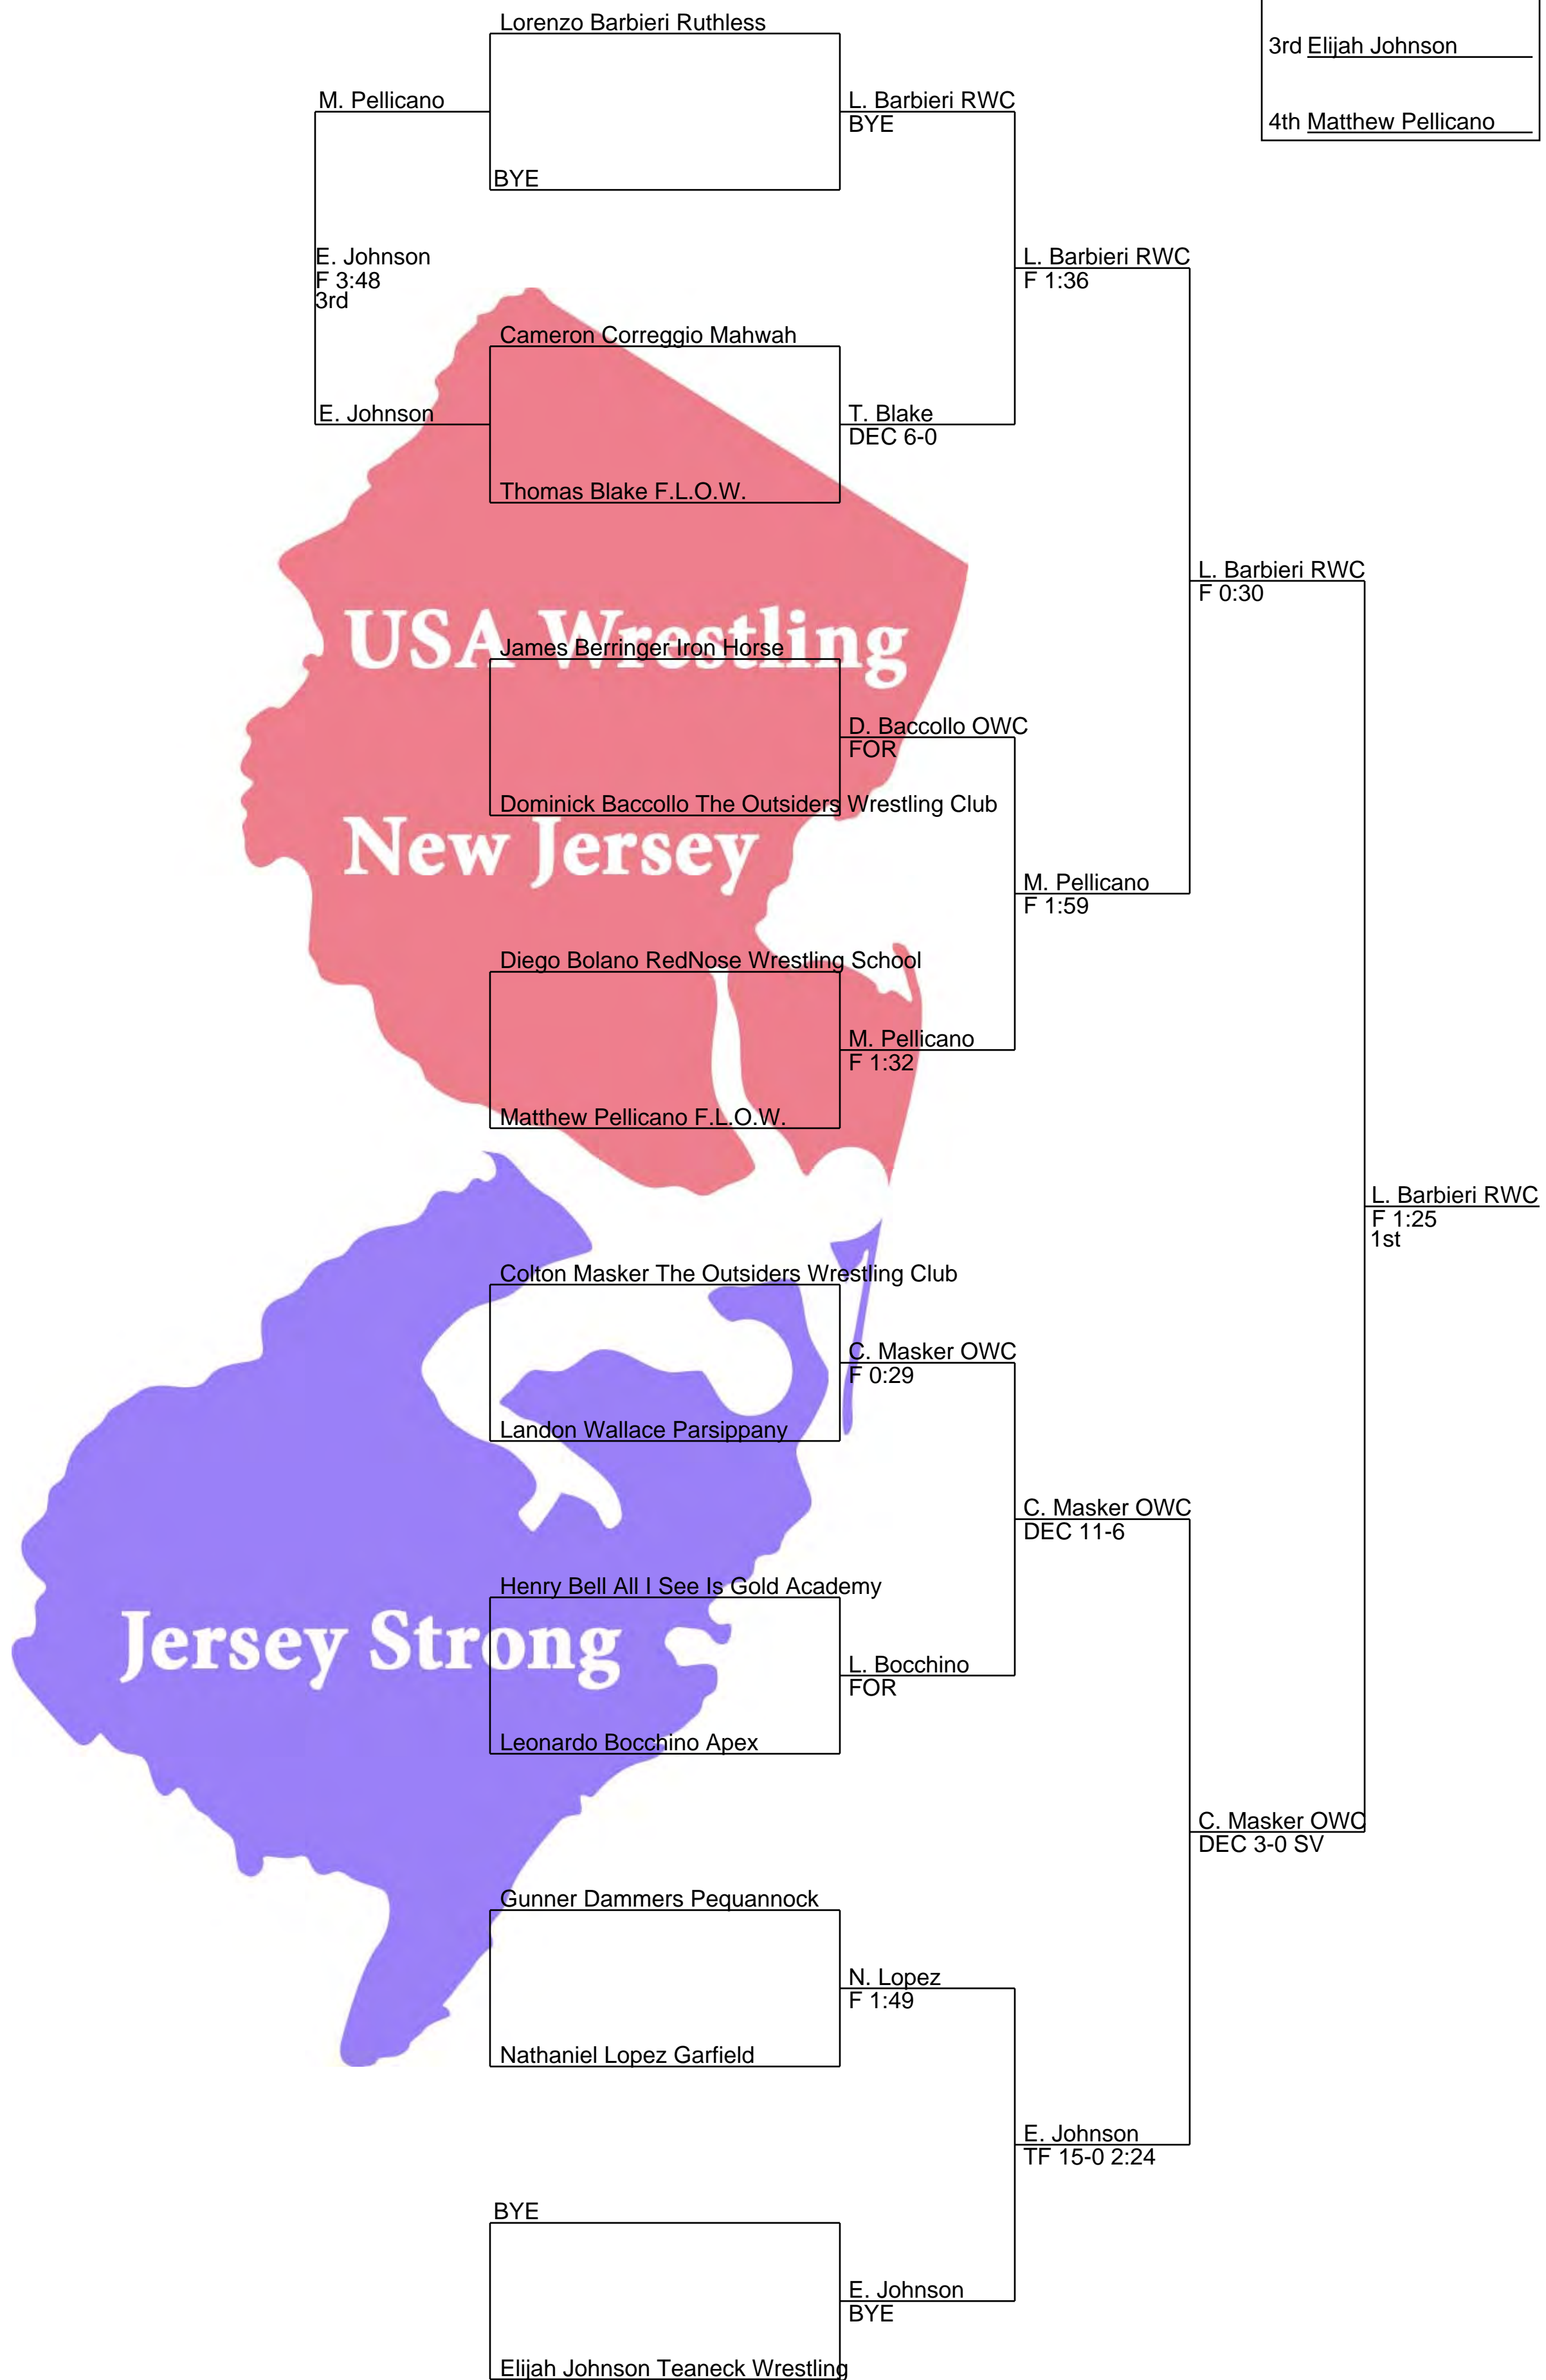 Lorenzo Barbieri Ruthless
3rd Elijah Johnson
M. Pellicano
L. Barbieri RWC
BYE
4th Matthew Pellicano
BYE
E. Johnson
F 3:48
3rd
L. Barbieri RWC
F 1:36
Cameron Correggio Mahwah
E. Johnson
T. Blake
DEC 6-0
Thomas Blake F.L.O.W.
L. Barbieri RWC
F 0:30
USA Wrestling
James Berringer Iron Horse
D. Baccollo OWC
FOR
Dominick Baccollo The Outsiders Wrestling Club
New Jersey
M. Pellicano
F 1:59
Diego Bolano RedNose Wrestling School
M. Pellicano
F 1:32
Matthew Pellicano F.L.O.W.
L. Barbieri RWC
F 1:25
1st
Colton Masker The Outsiders Wrestling Club
C. Masker OWC
F 0:29
Landon Wallace Parsippany
C. Masker OWC
DEC 11-6
Henry Bell All I See Is Gold Academy
Jersey Strong
L. Bocchino
FOR
Leonardo Bocchino Apex
C. Masker OWC
DEC 3-0 SV
Gunner Dammers Pequannock
N. Lopez
F 1:49
Nathaniel Lopez Garfield
E. Johnson
TF 15-0 2:24
BYE
E. Johnson
BYE
Elijah Johnson Teaneck Wrestling